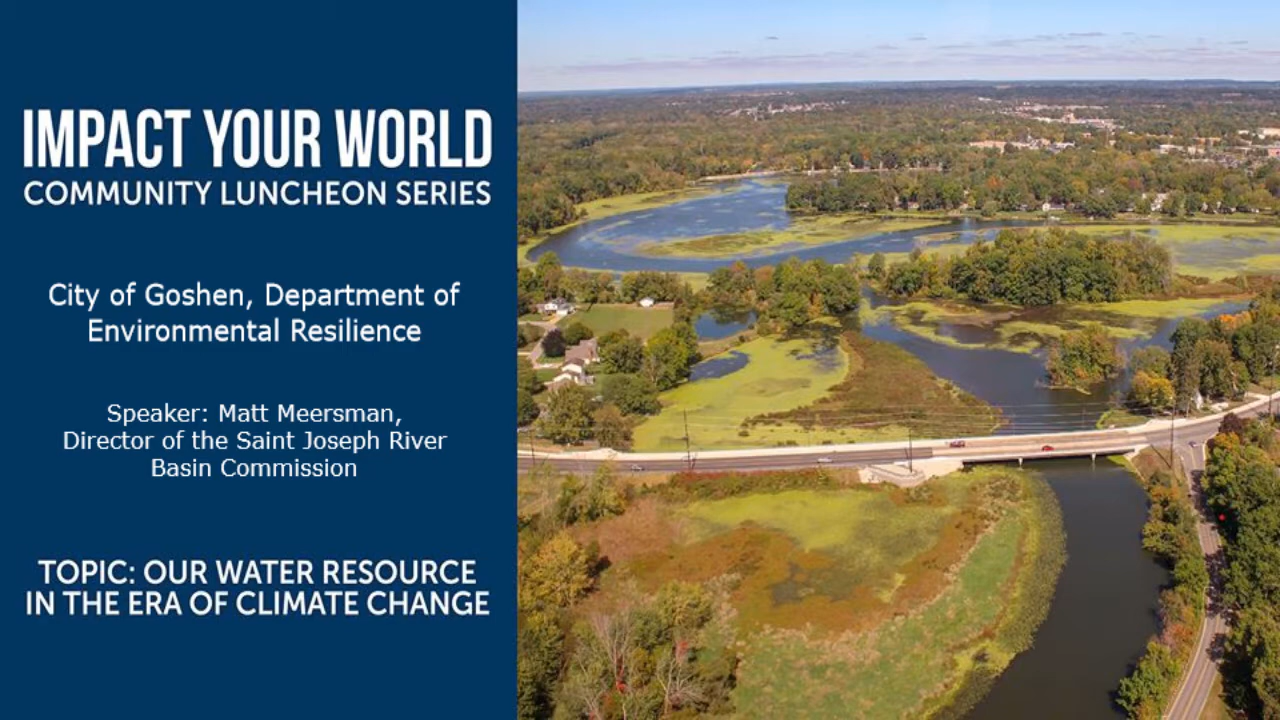 IMPACT YOUR WORLD
COMMUNITY LUNCHEON SERIES
City of Goshen, Department of
Environmental Resilience
Speaker: Matt Meersman,
Director of the Saint Joseph River
Basin Commission
TOPIC: OUR WATER RESOURCE
IN THE ERA OF CLIMATE CHANGE